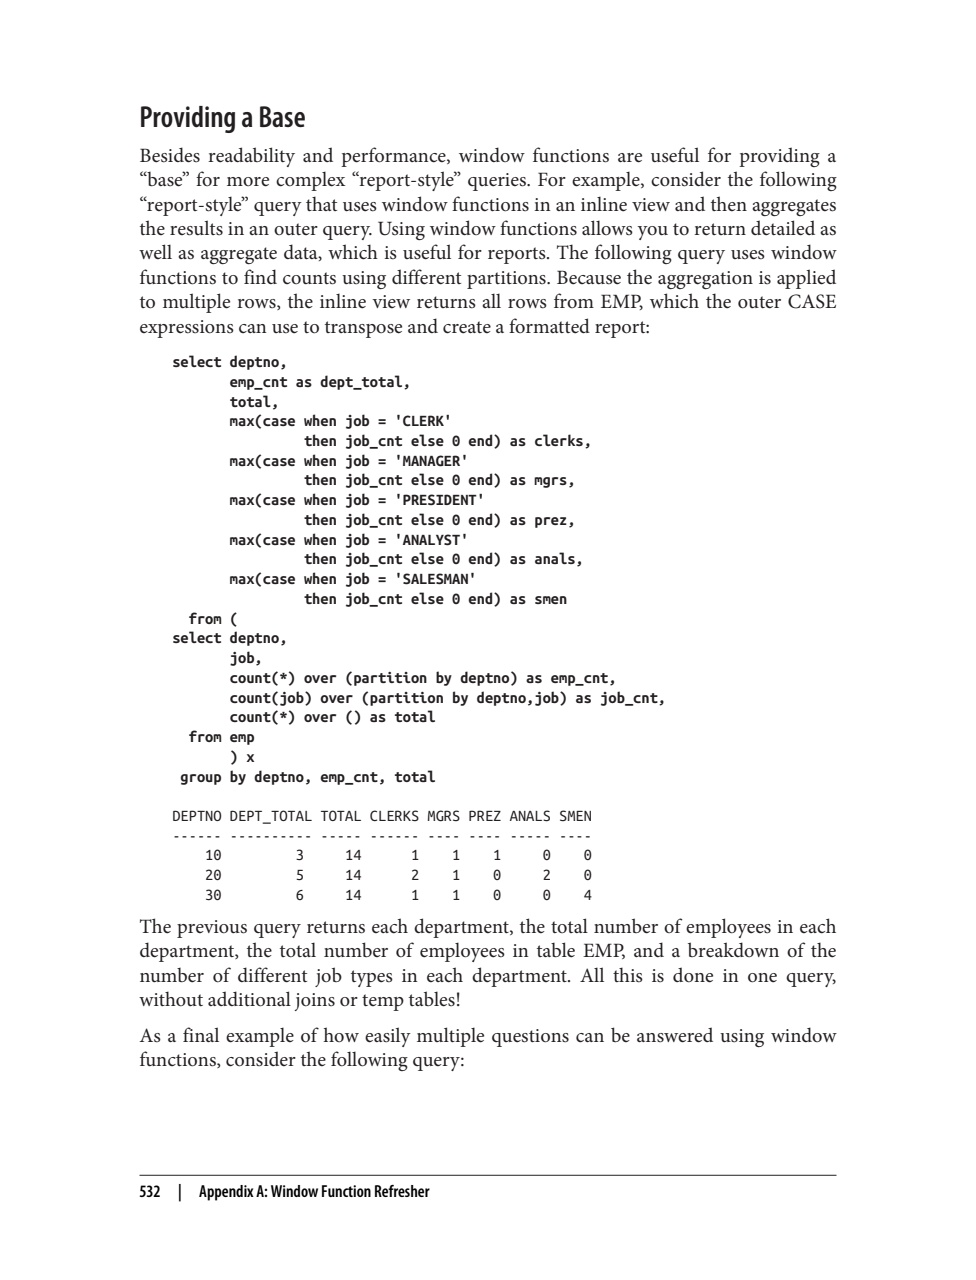 Providing a Base
Besides readability and performance, window functions are useful for providing a
“base” for more complex “report-style” queries. For example, consider the following
“report-style” query that uses window functions in an inline view and then aggregates
the results in an outer query. Using window functions allows you to return detailed as
well as aggregate data, which is useful for reports. The following query uses window
functions to find counts using different partitions. Because the aggregation is applied
to multiple rows, the inline view returns all rows from EMP, which the outer CASE
expressions can use to transpose and create a formatted report:
select deptno,
       emp_cnt as dept_total,
       total,
       max(case when job = 'CLERK'
                then job_cnt else 0 end) as clerks,
       max(case when job = 'MANAGER'
                then job_cnt else 0 end) as mgrs,
       max(case when job = 'PRESIDENT'
                then job_cnt else 0 end) as prez,
       max(case when job = 'ANALYST'
                then job_cnt else 0 end) as anals,
       max(case when job = 'SALESMAN'
                then job_cnt else 0 end) as smen
  from (
select deptno,
       job,
       count(*) over (partition by deptno) as emp_cnt,
       count(job) over (partition by deptno,job) as job_cnt,
       count(*) over () as total
  from emp
       ) x
 group by deptno, emp_cnt, total
DEPTNO DEPT_TOTAL TOTAL CLERKS MGRS PREZ ANALS SMEN
------ ---------- ----- ------ ---- ---- ----- ----
    10          3    14      1    1    1     0    0
    20          5    14      2    1    0     2    0
    30          6    14      1    1    0     0    4
The previous query returns each department, the total number of employees in each
department, the total number of employees in table EMP, and a breakdown of the
number of different job types in each department. All this is done in one query,
without additional joins or temp tables!
As a final example of how easily multiple questions can be answered using window
functions, consider the following query:
532 | Appendix A: Window Function Refresher